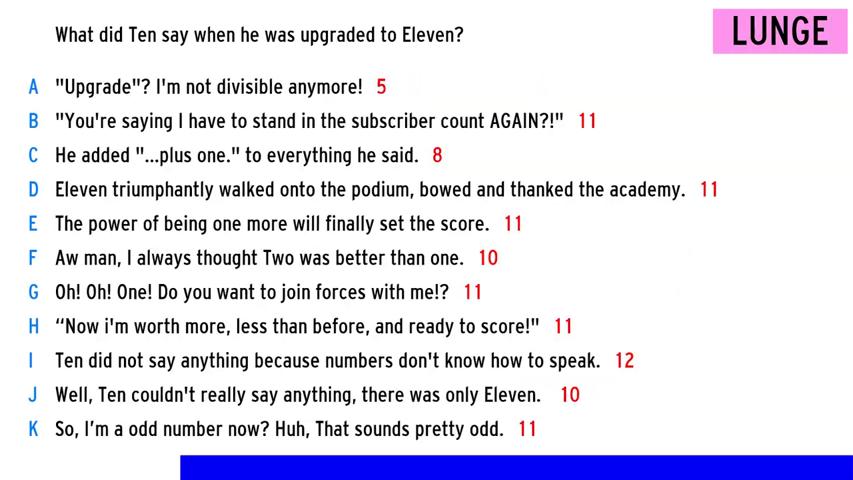 What did Ten say when he was upgraded to Eleven?
LUNGE
A "Upgrade"? I'm not divisible anymore! 5
B "You're saying I have to stand in the subscriber count AGAIN?!" 11
C He added "...plus one." to everything he said. 8
D Eleven triumphantly walked onto the podium, bowed and thanked the academy. 11
E The power of being one more will finally set the score. 11
F Aw man, I always thought Two was better than one. 10
G Oh! Oh! One! Do you want to join forces with me!? 11
H “Now i'm worth more, less than before, and ready to score!" 11
I Ten did not say anything because numbers don't know how to speak. 12
J Well, Ten couldn't really say anything, there was only Eleven. 10
K So, I’m a odd number now? Huh, That sounds pretty odd. 11